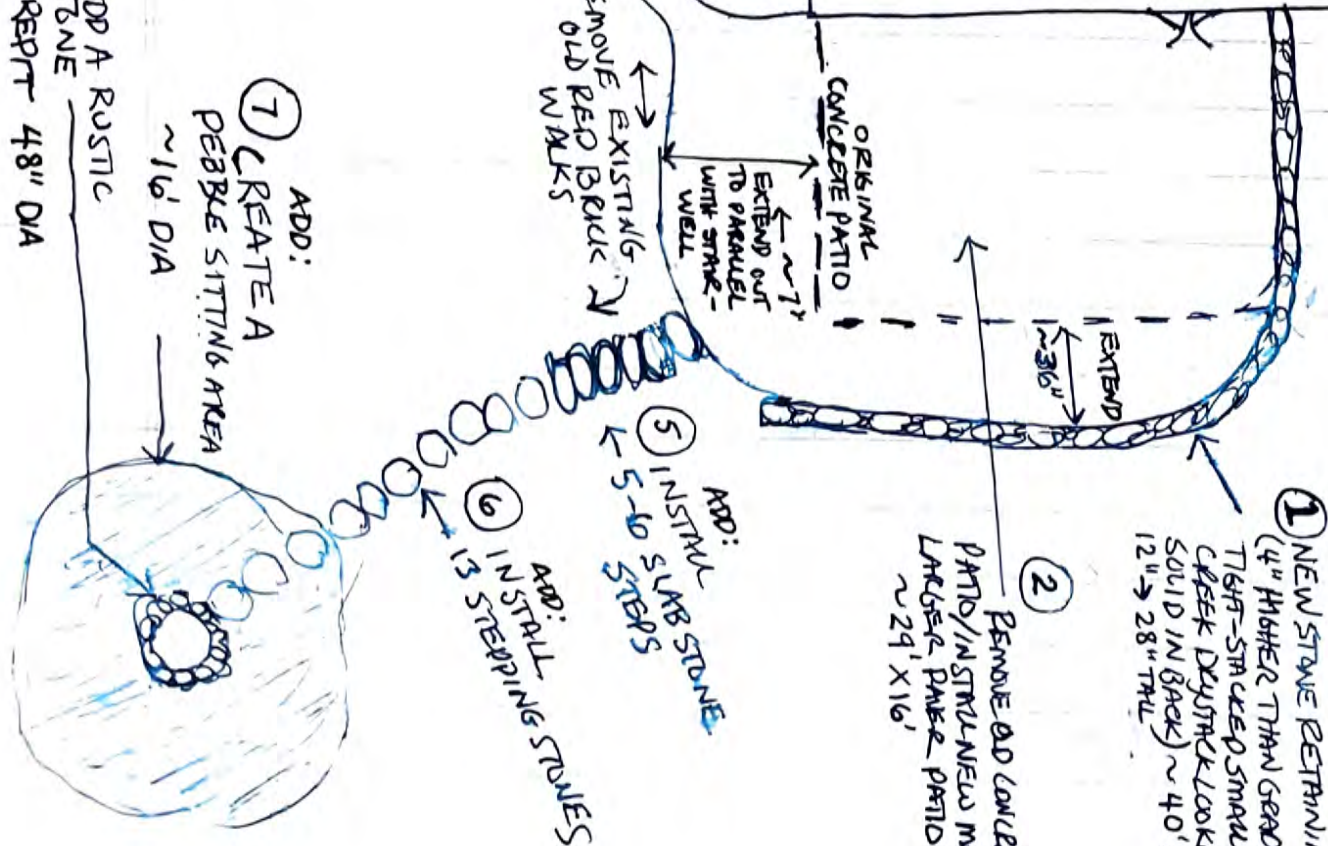 ① NEW STONE RETAINI
(4" HIGHER THAN GRAD
TIGHT-STACKED SMALL
CREEK DRYSTACK LOOK
SOLID IN BACK) ~ 40'
12" → 28" TALL
②
REMOVE OLD CONCR
PATIO/INSTALL NEW M
LARGER PAVER PATIO
~29' X 16'
EXTEND
~36"
ORIGINAL
CONCRETE PATIO
~7'
EXTEND OUT
TO PARALLEL
WITH STAIR-
WELL
EMOVE EXISTING
OLD RED BRICK
WALKS
ADD:
⑤ INSTALL
5-6 SLAB STONE
STEPS
ADD:
⑥ INSTALL
13 STEPPING STONES
ADD:
⑦ CREATE A
PEBBLE SITTING AREA
~16' DIA
DD A RUSTIC
ONE
REPIT 48" DIA